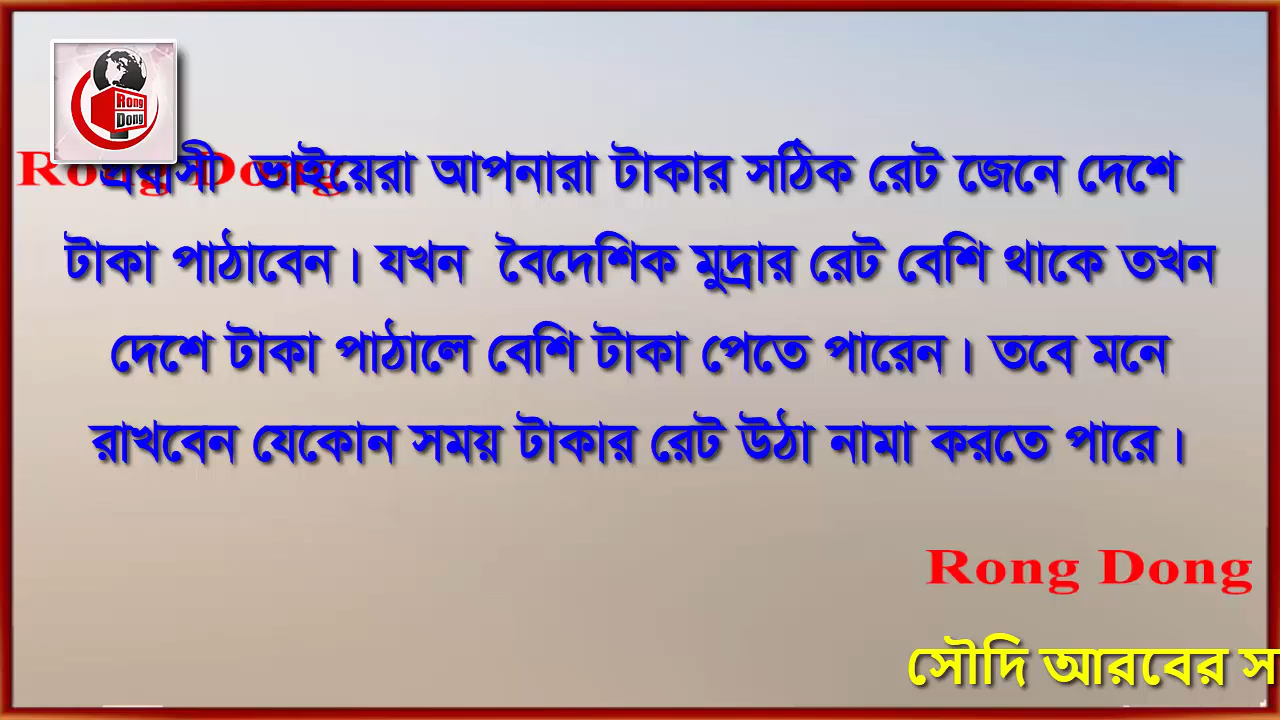 Rong
Dong
Rong Dong
প্রবাসী ভাইয়েরা আপনারা টাকার সঠিক রেট জেনে দেশে
টাকা পাঠাবেন। যখন বৈদেশিক মুদ্রার রেট বেশি থাকে তখন
দেশে টাকা পাঠালে বেশি টাকা পেতে পারেন। তবে মনে
রাখবেন যেকোন সময় টাকার রেট উঠা নামা করতে পারে।
Rong Dong
সৌদি আরবের স